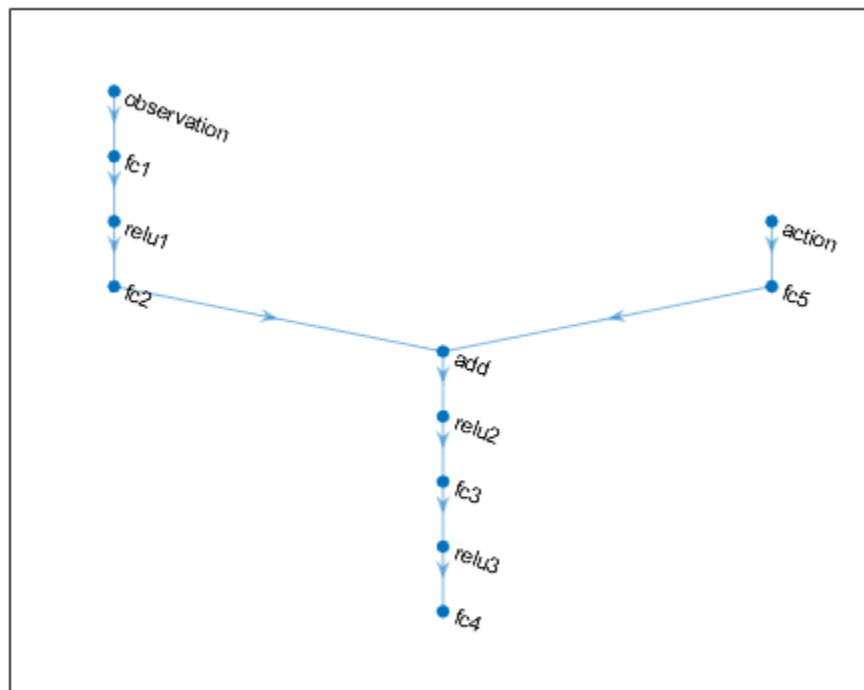 observation
fc1
relu1
fc2
action
fc5
add
relu2
fc3
relu3
fc4